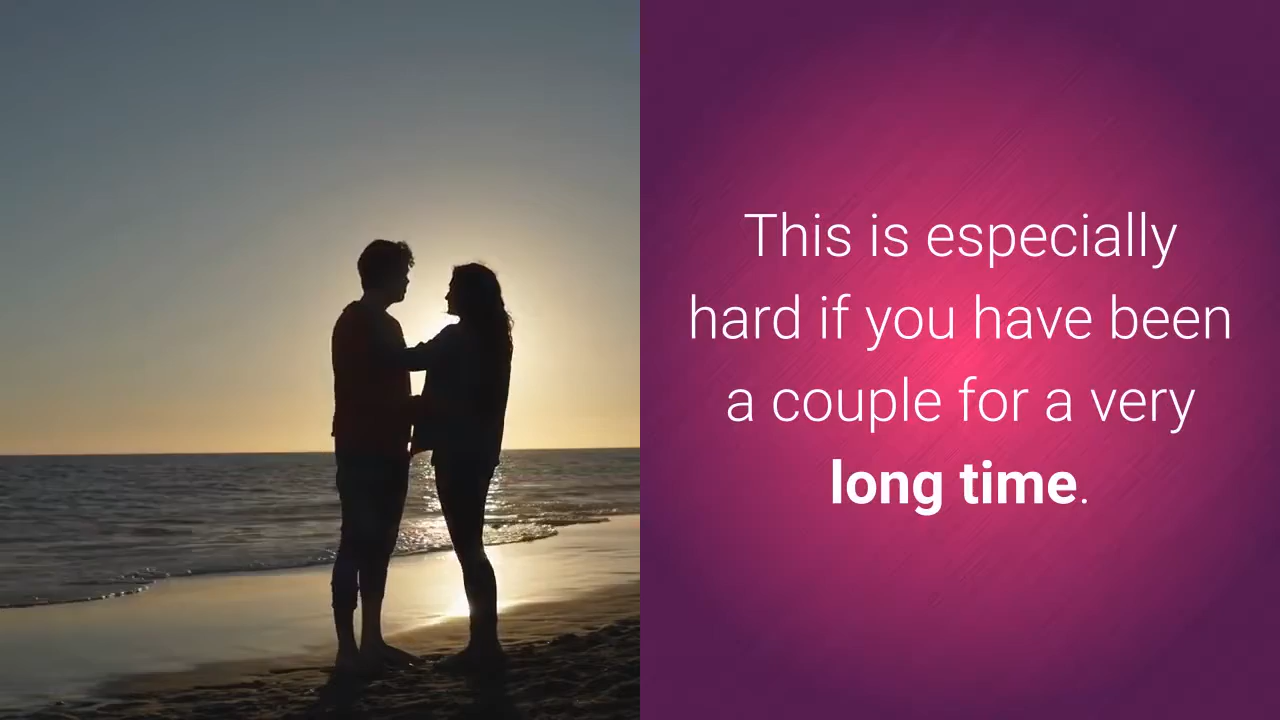 This is especially
hard if you have been
a couple for a very
long time.